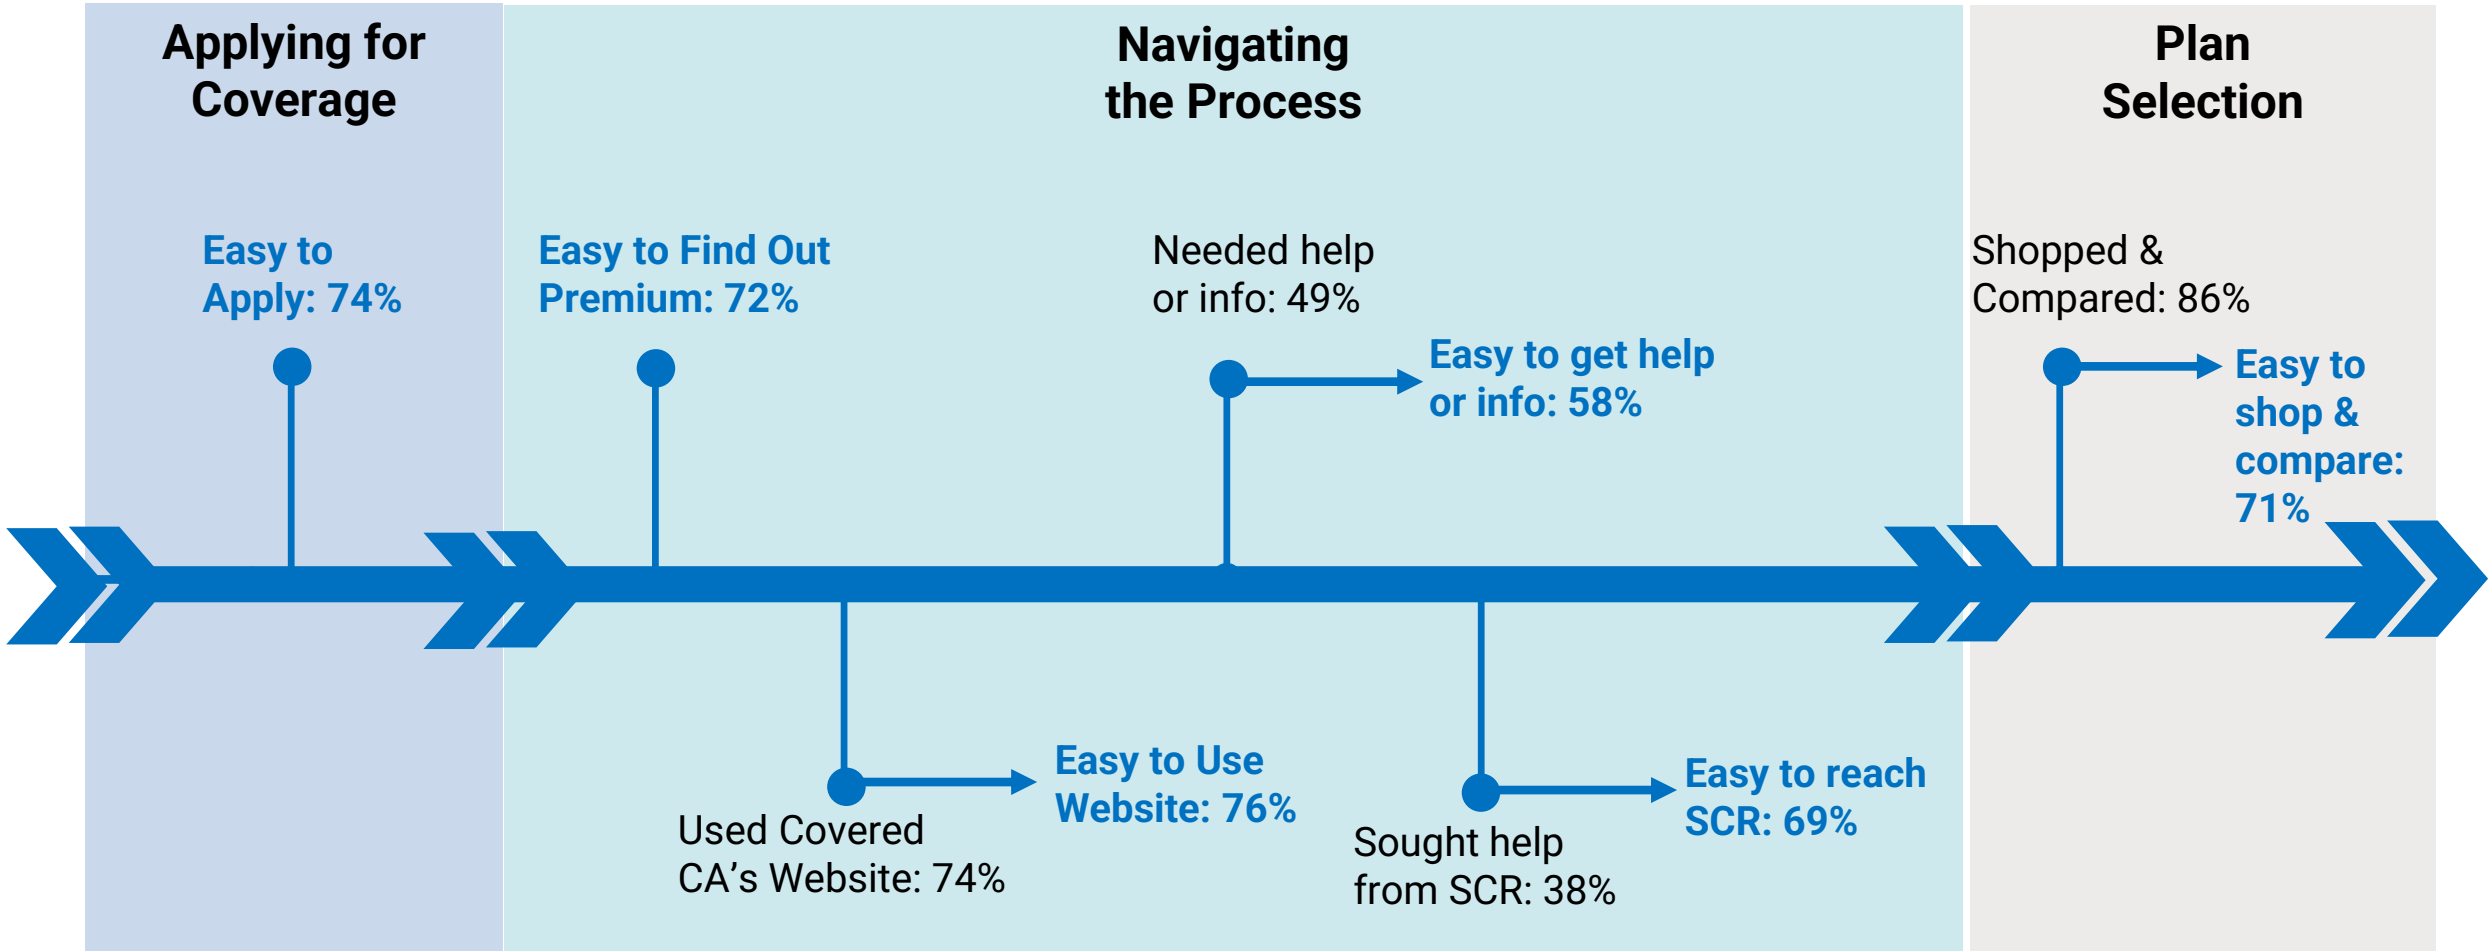 Applying for
Coverage
Navigating
the Process
Plan
Selection
Easy to
Apply: 74%
Easy to Find Out
Premium: 72%
Needed help
or info: 49%
Easy to get help
or info: 58%
Shopped &
Compared: 86%
Easy to
shop &
compare:
71%
Used Covered
CA’s Website: 74%
Easy to Use
Website: 76%
Sought help
from SCR: 38%
Easy to reach
SCR: 69%